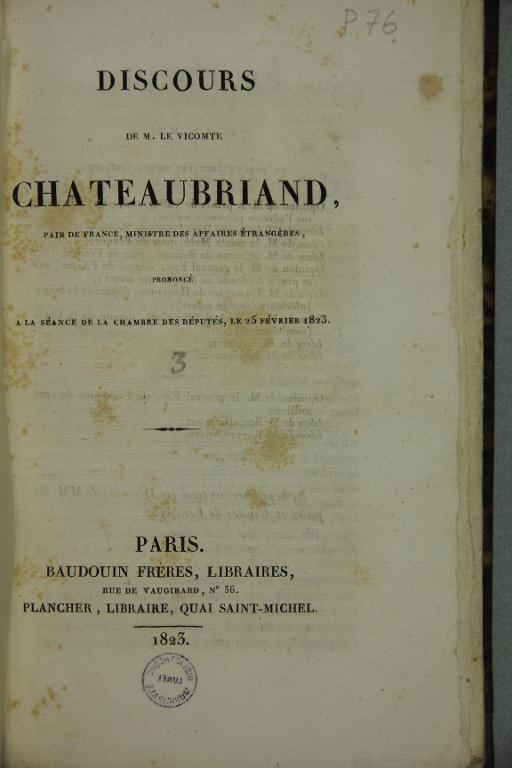 P 76
DISCOURS
DE M. LE VICOMTE
CHATEAUBRIAND,
PAIR DE FRANCE, MINISTRE DES AFFAIRES ÉTRANGÈRES,
PRONONCÉ
A LA SÉANCE DE LA CHAMBRE DES DÉPUTÉS, LE 25 FÉVRIER 1823.
3
PARIS.
BAUDOUIN FRÈRES, LIBRAIRES,
RUE DE VAUGIRARD, N° 36.
PLANCHER, LIBRAIRE, QUAI SAINT-MICHEL.
1823.